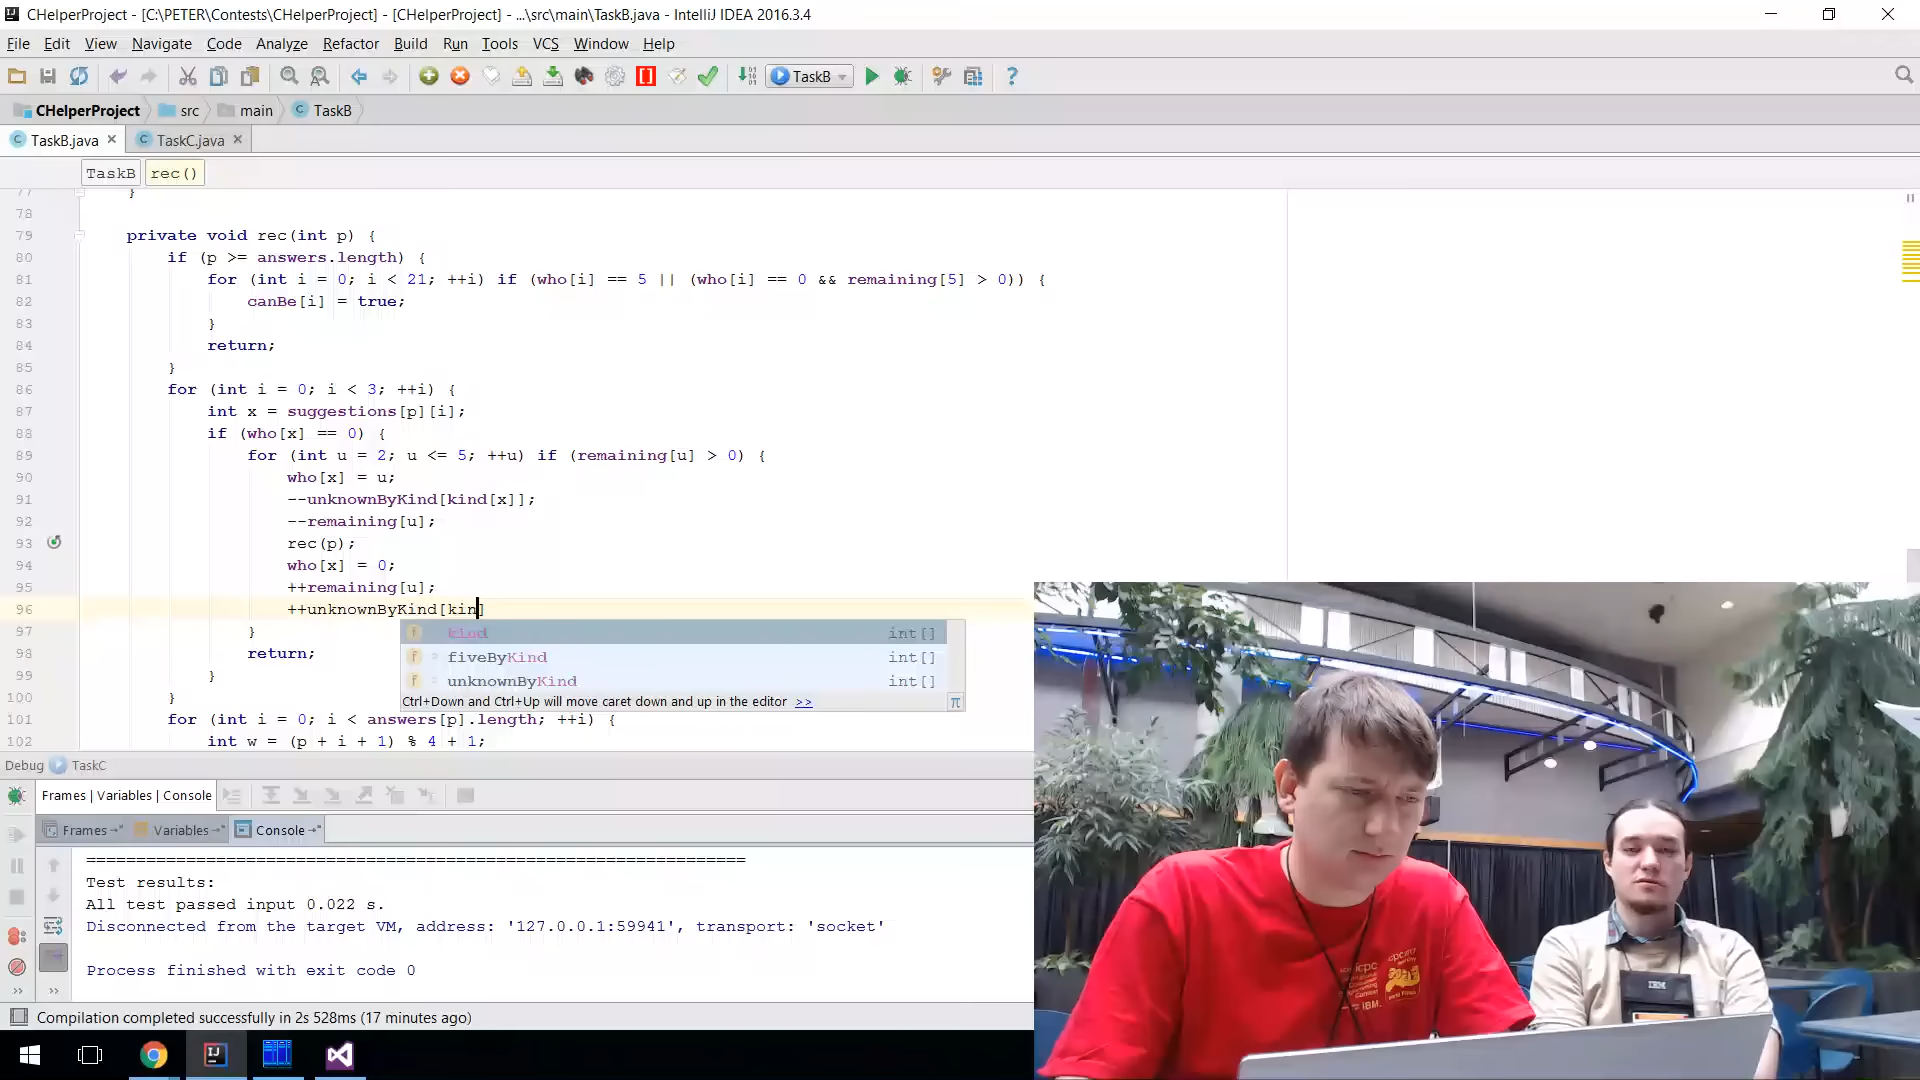 CHelperProject - [C:\PETER\Contests\CHelperProject] - [CHelperProject] - ...\src\main\TaskB.java - IntelliJ IDEA 2016.3.4
File Edit View Navigate Code Analyze Refactor Build Run Tools VCS Window Help
TaskB
CHelperProject src main TaskB
TaskB.java TaskC.java
TaskB rec()
77 }
78
79 private void rec(int p) {
80 if (p >= answers.length) {
81 for (int i = 0; i < 21; ++i) if (who[i] == 5 || (who[i] == 0 && remaining[5] > 0)) {
82 canBe[i] = true;
83 }
84 return;
85 }
86 for (int i = 0; i < 3; ++i) {
87 int x = suggestions[p][i];
88 if (who[x] == 0) {
89 for (int u = 2; u <= 5; ++u) if (remaining[u] > 0) {
90 who[x] = u;
91 --unknownByKind[kind[x]];
92 --remaining[u];
93 rec(p);
94 who[x] = 0;
95 ++remaining[u];
96 ++unknownByKind[kin]
97 }
98 return;
99 }
100 }
101 for (int i = 0; i < answers[p].length; ++i) {
102 int w = (p + i + 1) % 4 + 1;
kind int[]
fiveByKind int[]
unknownByKind int[]
Ctrl+Down and Ctrl+Up will move caret down and up in the editor >>
Debug TaskC
Frames | Variables | Console
Frames Variables Console
===================================================================
Test results:
All test passed input 0.022 s.
Disconnected from the target VM, address: '127.0.0.1:59941', transport: 'socket'
Process finished with exit code 0
Compilation completed successfully in 2s 528ms (17 minutes ago)
icpc
IBM.
IBM